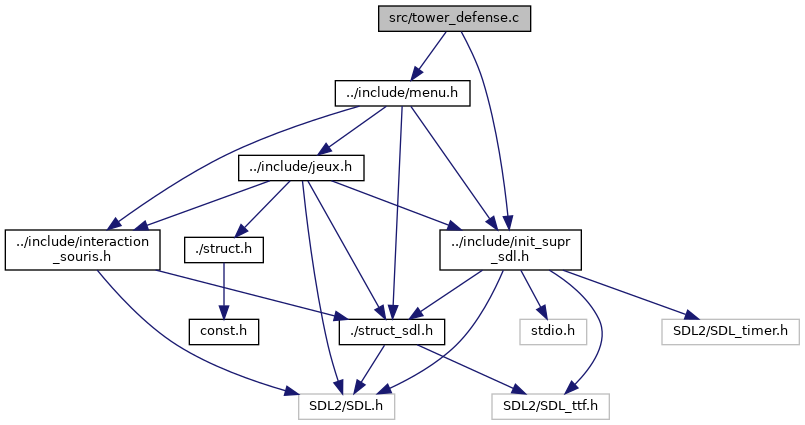 src/tower_defense.c
../include/menu.h
../include/jeux.h
../include/interaction
_souris.h
./struct.h
../include/init_supr
_sdl.h
const.h
./struct_sdl.h
stdio.h
SDL2/SDL_timer.h
SDL2/SDL.h
SDL2/SDL_ttf.h